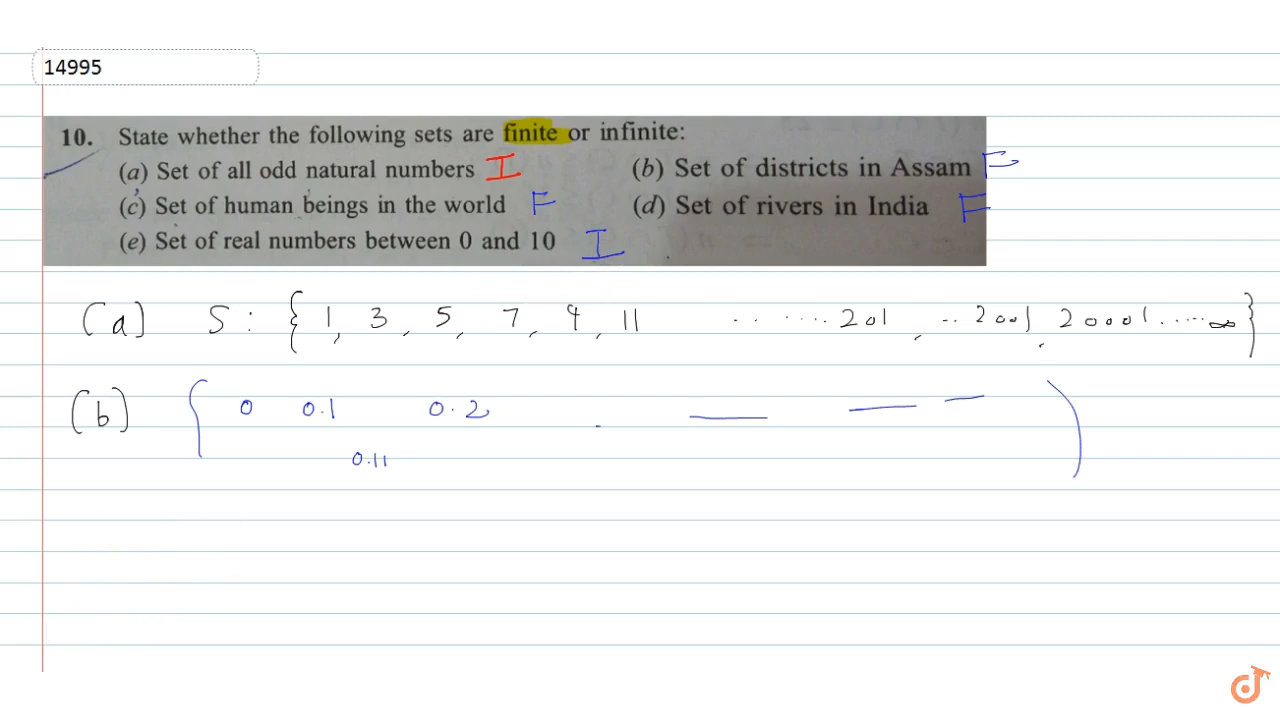 14995
10. State whether the following sets are finite or infinite:
(a) Set of all odd natural numbers I (b) Set of districts in Assam F
(c) Set of human beings in the world F (d) Set of rivers in India F
(e) Set of real numbers between 0 and 10 I
(a) S : { 1, 3, 5, 7, 9, 11 ...... 201, .. 2001, 20001..... ∞ }
(b) ( 0 0.1 0.2 )
0.11